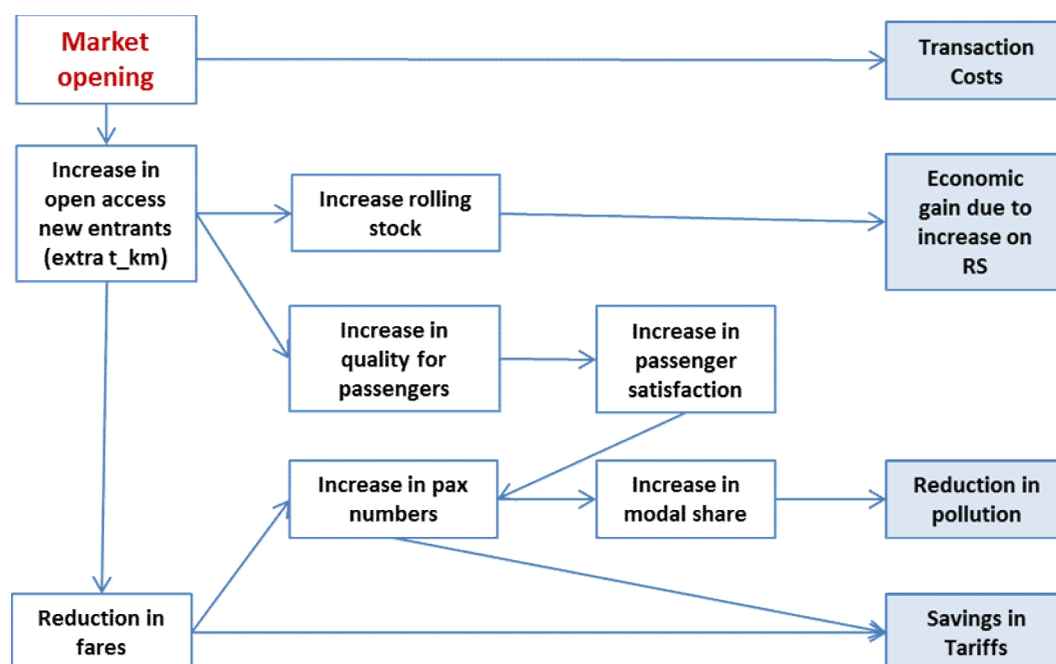 Market
opening
Transaction
Costs
Increase in
open access
new entrants
(extra t_km)
Increase rolling
stock
Economic
gain due to
increase on
RS
Increase in
quality for
passengers
Increase in
passenger
satisfaction
Increase in pax
numbers
Increase in
modal share
Reduction in
pollution
Reduction in
fares
Savings in
Tariffs